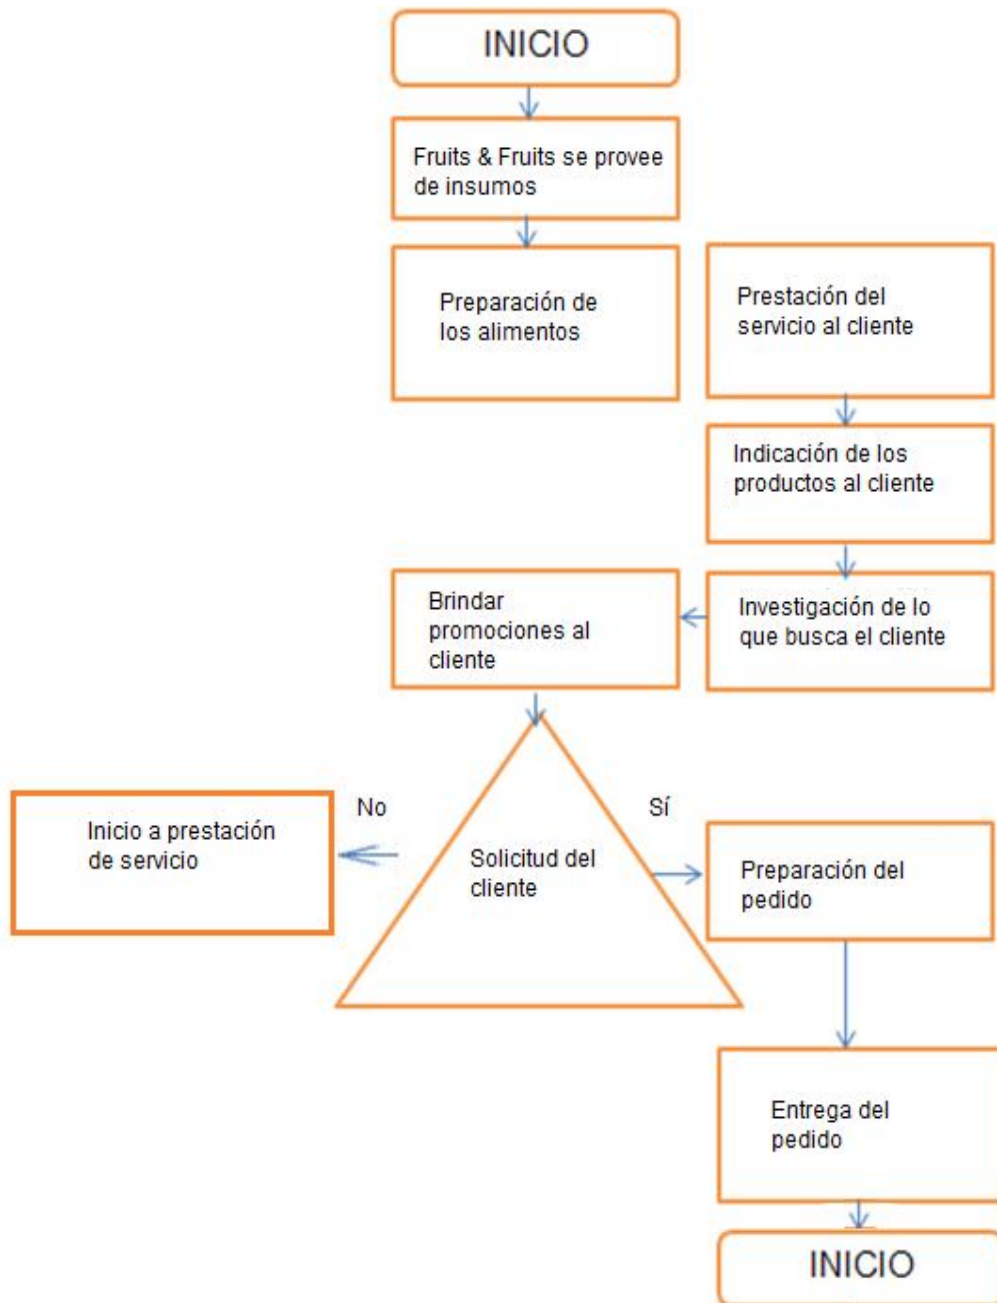 INICIO
Fruits & Fruits se provee
de insumos
Preparación de
los alimentos
Prestación del
servicio al cliente
Indicación de los
productos al cliente
Investigación de lo
que busca el cliente
Brindar
promociones al
cliente
Solicitud del
cliente
No
Inicio a prestación
de servicio
Sí
Preparación del
pedido
Entrega del
pedido
INICIO